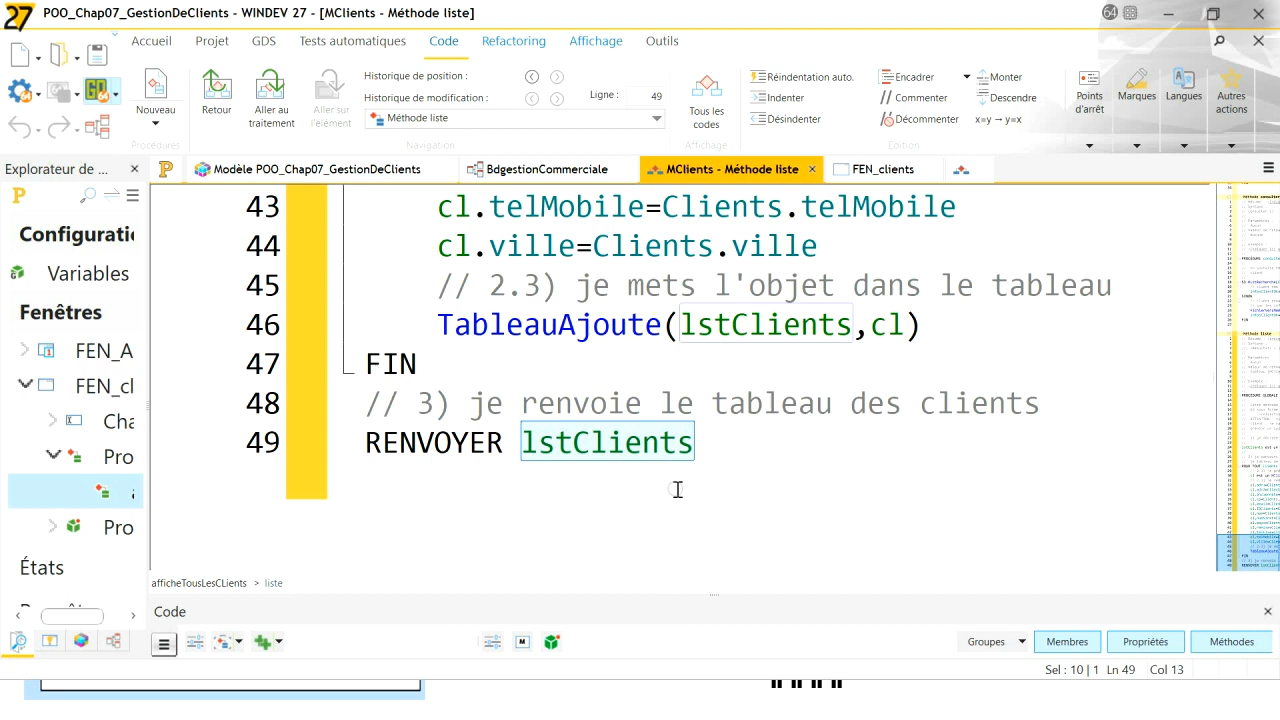 27 POO_Chap07_GestionDeClients - WINDEV 27 - [MClients - Méthode liste] 64
Accueil Projet GDS Tests automatiques Code Refactoring Affichage Outils
Nouveau Retour Aller au traitement Aller sur l'élément
Historique de position :
Historique de modification :
Ligne : 49
Méthode liste
Tous les codes
Réindentation auto.
Indenter
Désindenter
Encadrer
Commenter
Décommenter
Monter
Descendre
x=y → y=x
Points d'arrêt Marques Langues Autres actions
Procédures Navigation Affichage Edition
Explorateur de ... Modèle POO_Chap07_GestionDeClients BdgestionCommerciale MClients - Méthode liste FEN_clients
Configurati
Variables
Fenêtres
FEN_A
FEN_cl
Cha
Pro
Pro
États
43 cl.telMobile=Clients.telMobile
44 cl.ville=Clients.ville
45 // 2.3) je mets l'objet dans le tableau
46 TableauAjoute(lstClients,cl)
47 FIN
48 // 3) je renvoie le tableau des clients
49 RENVOYER lstClients
afficheTousLesCLients > liste
Code
Groupes Membres Propriétés Méthodes
Sel : 10 | 1 Ln 49 Col 13